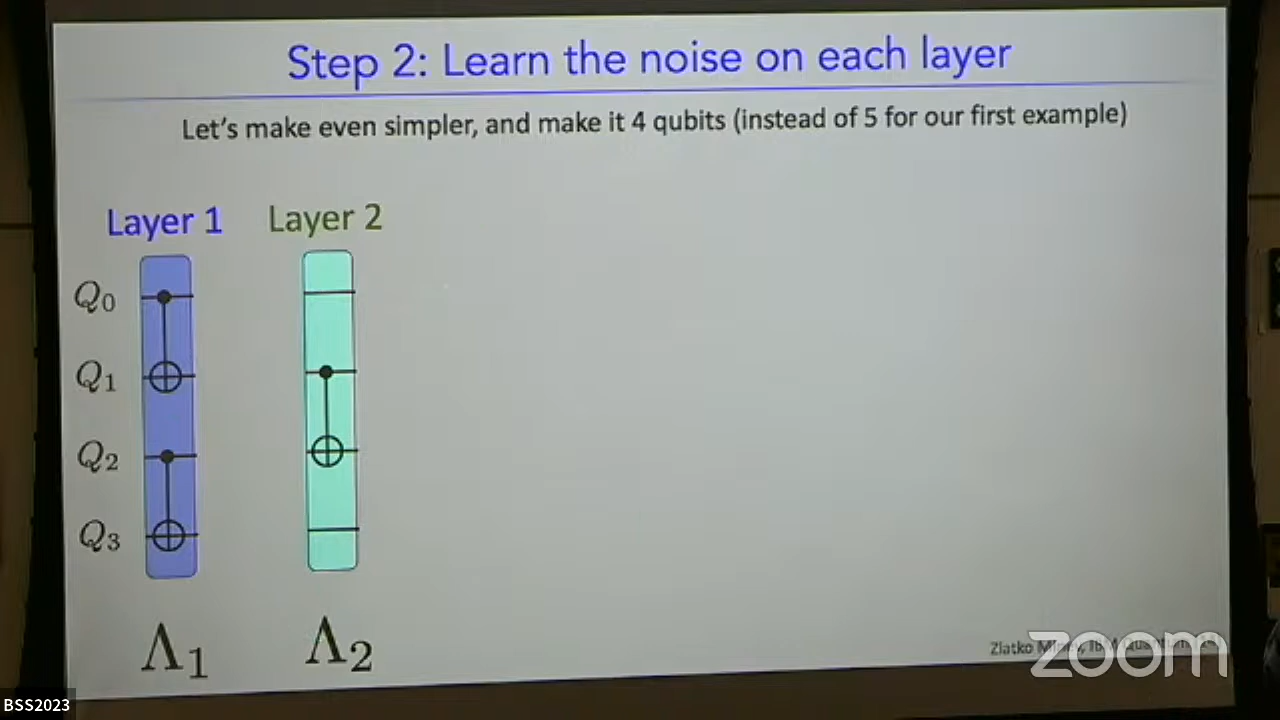 Step 2: Learn the noise on each layer
Let's make even simpler, and make it 4 qubits (instead of 5 for our first example)
Layer 1 Layer 2
Q0
Q1
Q2
Q3
Λ1 Λ2
Zlatko
zoom
BSS2023